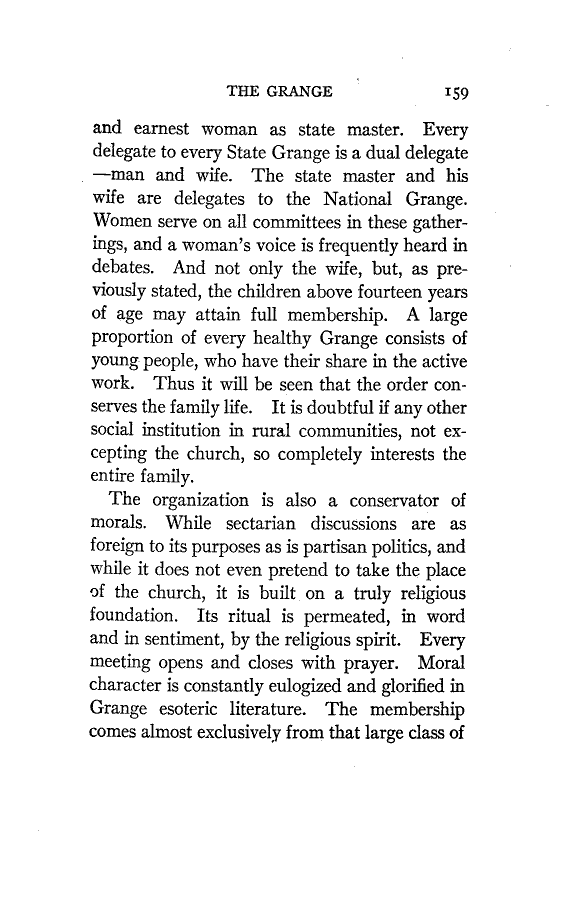 THE GRANGE 159
and earnest woman as state master. Every
delegate to every State Grange is a dual delegate
—man and wife. The state master and his
wife are delegates to the National Grange.
Women serve on all committees in these gather-
ings, and a woman's voice is frequently heard in
debates. And not only the wife, but, as pre-
viously stated, the children above fourteen years
of age may attain full membership. A large
proportion of every healthy Grange consists of
young people, who have their share in the active
work. Thus it will be seen that the order con-
serves the family life. It is doubtful if any other
social institution in rural communities, not ex-
cepting the church, so completely interests the
entire family.
The organization is also a conservator of
morals. While sectarian discussions are as
foreign to its purposes as is partisan politics, and
while it does not even pretend to take the place
of the church, it is built on a truly religious
foundation. Its ritual is permeated, in word
and in sentiment, by the religious spirit. Every
meeting opens and closes with prayer. Moral
character is constantly eulogized and glorified in
Grange esoteric literature. The membership
comes almost exclusively from that large class of